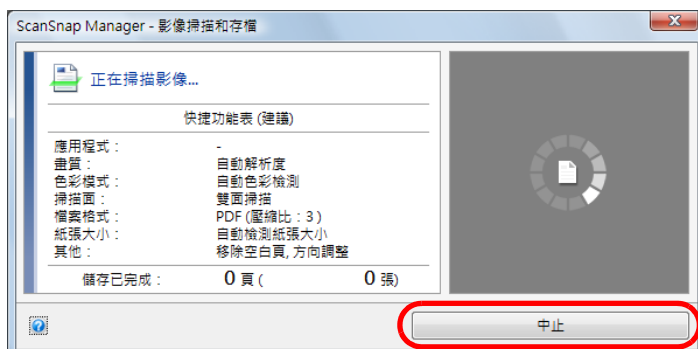 ScanSnap Manager - 影像掃描和存檔
正在掃描影像...
快捷功能表 (建議)
應用程式： -
畫質： 自動解析度
色彩模式： 自動色彩檢測
掃描面： 雙面掃描
檔案格式： PDF (壓縮比：3)
紙張大小： 自動檢測紙張大小
其他： 移除空白頁, 方向調整
儲存已完成： 0 頁 ( 0 張)
中止